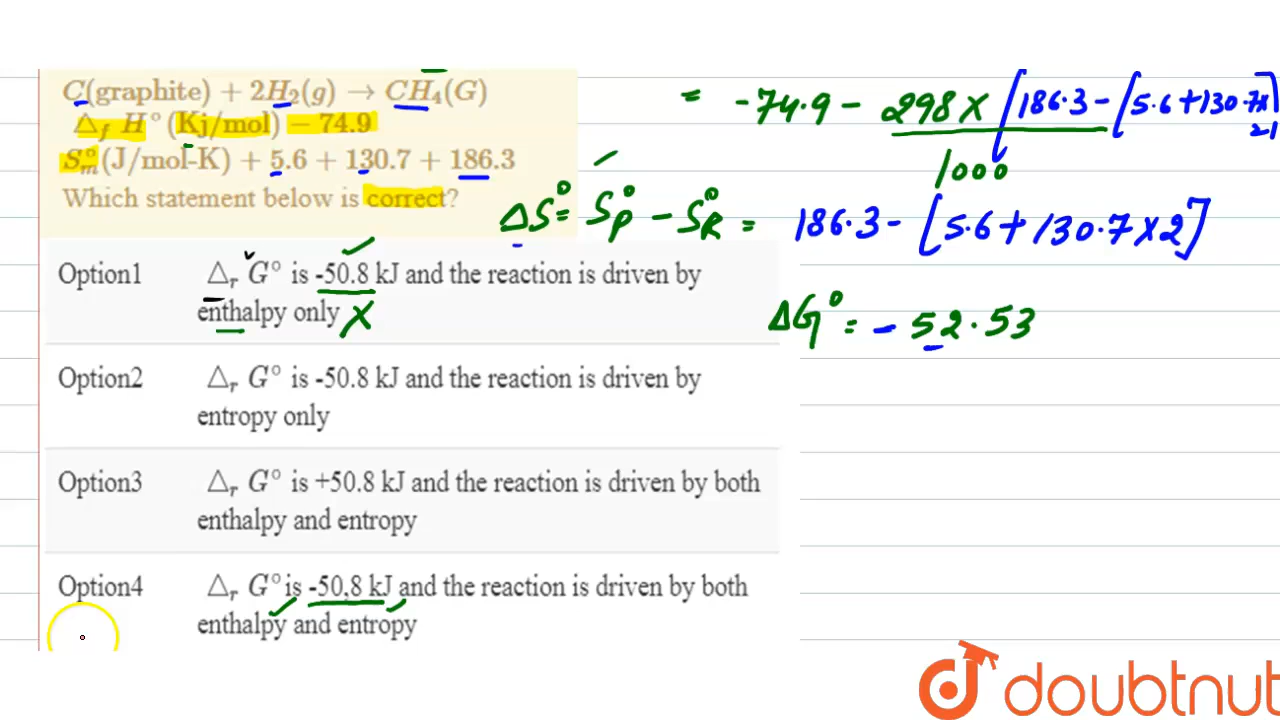 C(graphite) + 2H₂(g) → CH₄(G)
△f H° (Kj/mol) − 74.9
S°m(J/mol-K) + 5.6 + 130.7 + 186.3
Which statement below is correct?
Option1 △r G° is -50.8 kJ and the reaction is driven by
enthalpy only X
Option2 △r G° is -50.8 kJ and the reaction is driven by
entropy only
Option3 △r G° is +50.8 kJ and the reaction is driven by both
enthalpy and entropy
Option4 △r G°is -50.8 kJ and the reaction is driven by both
enthalpy and entropy
= -74.9 - 298 X [186.3 - [5.6+130.7x
1000
ΔS° = S°P - S°R = 186.3 - [5.6+130.7x2]
ΔG° = - 52.53
doubtnut